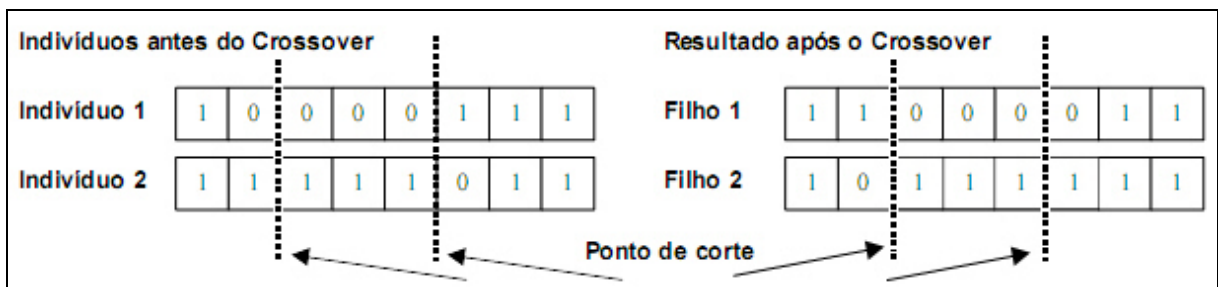 Indivíduos antes do Crossover
Indivíduo 1 1 0 0 0 0 1 1 1
Indivíduo 2 1 1 1 1 1 0 1 1
Resultado após o Crossover
Filho 1 1 1 0 0 0 0 1 1
Filho 2 1 0 1 1 1 1 1 1
Ponto de corte